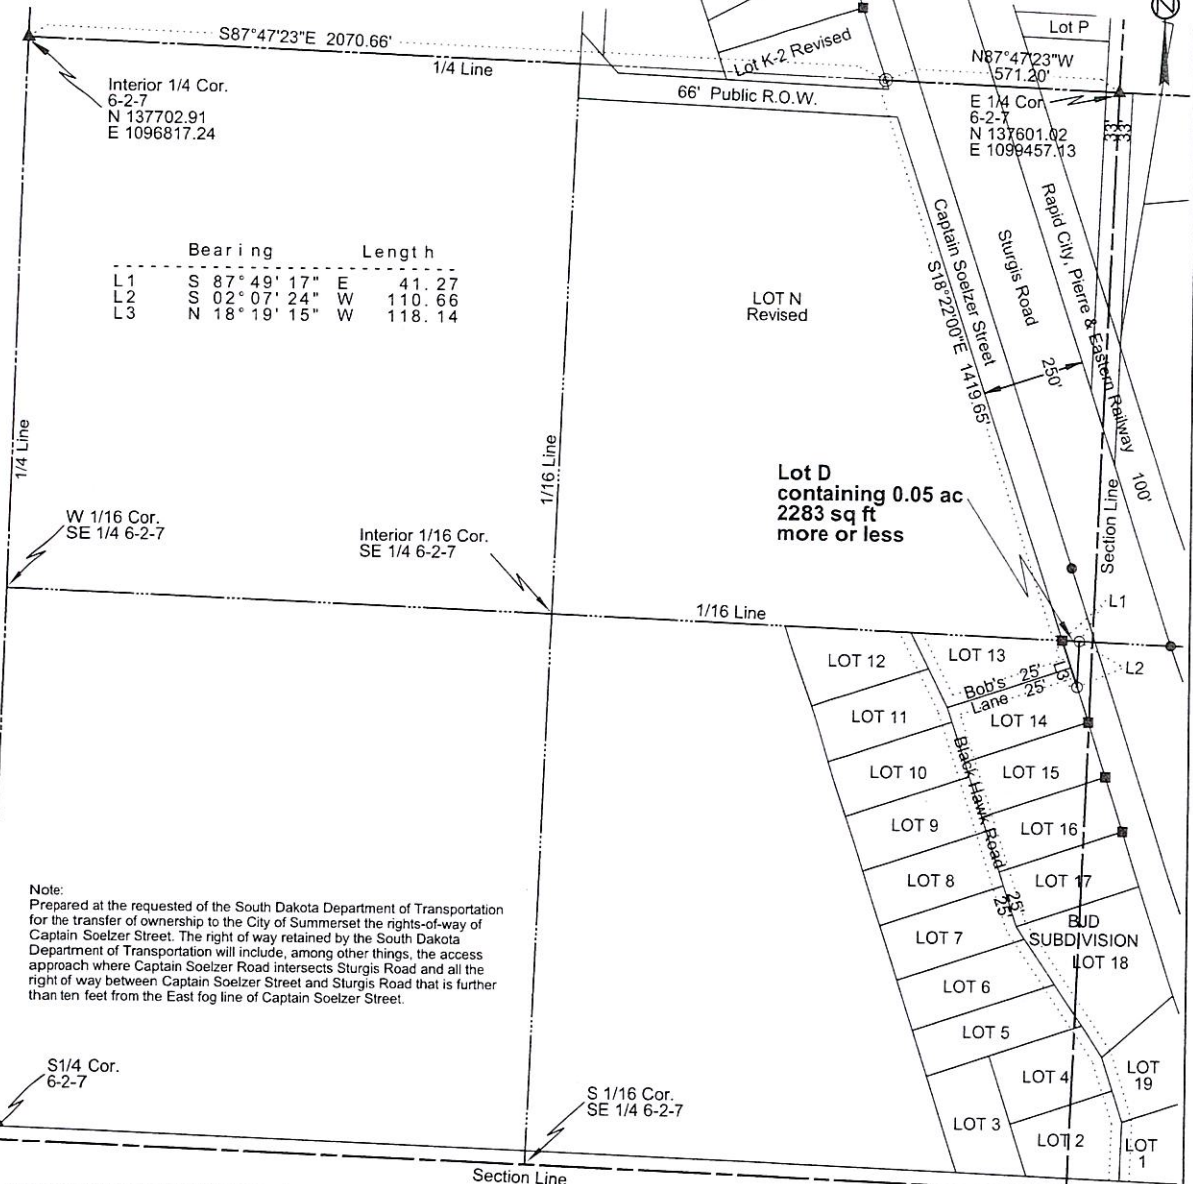 S87°47'23"E 2070.66'
1/4 Line
Interior 1/4 Cor.
6-2-7
N 137702.91
E 1096817.24
Lot K-2 Revised
66' Public R.O.W.
Lot P
N87°47'23"W
571.20'
E 1/4 Cor
6-2-7
N 137601.02
E 1099457.13
33'
33'
Z
Bearing Length
L1 S 87° 49' 17" E 41.27
L2 S 02° 07' 24" W 110.66
L3 N 18° 19' 15" W 118.14
LOT N
Revised
Captain Soelzer Street
S18°22'00"E 1419.65'
Sturgis Road
Rapid City, Pierre & Eastern Railway
250'
100'
1/4 Line
1/16 Line
Section Line
Lot D
containing 0.05 ac
2283 sq ft
more or less
W 1/16 Cor.
SE 1/4 6-2-7
Interior 1/16 Cor.
SE 1/4 6-2-7
1/16 Line
L1
L2
L3
LOT 12
LOT 13
Bob's 25'
Lane 25'
LOT 11
LOT 14
LOT 10
LOT 15
Black Hawk Road
LOT 9
LOT 16
LOT 8
LOT 17
25'
25'
LOT 7
BJD
SUBDIVISION
LOT 18
LOT 6
LOT 5
LOT 4
LOT
19
LOT 3
LOT 2
LOT
1
Note:
Prepared at the requested of the South Dakota Department of Transportation
for the transfer of ownership to the City of Summerset the rights-of-way of
Captain Soelzer Street. The right of way retained by the South Dakota
Department of Transportation will include, among other things, the access
approach where Captain Soelzer Road intersects Sturgis Road and all the
right of way between Captain Soelzer Street and Sturgis Road that is further
than ten feet from the East fog line of Captain Soelzer Street.
S1/4 Cor.
6-2-7
S 1/16 Cor.
SE 1/4 6-2-7
Section Line